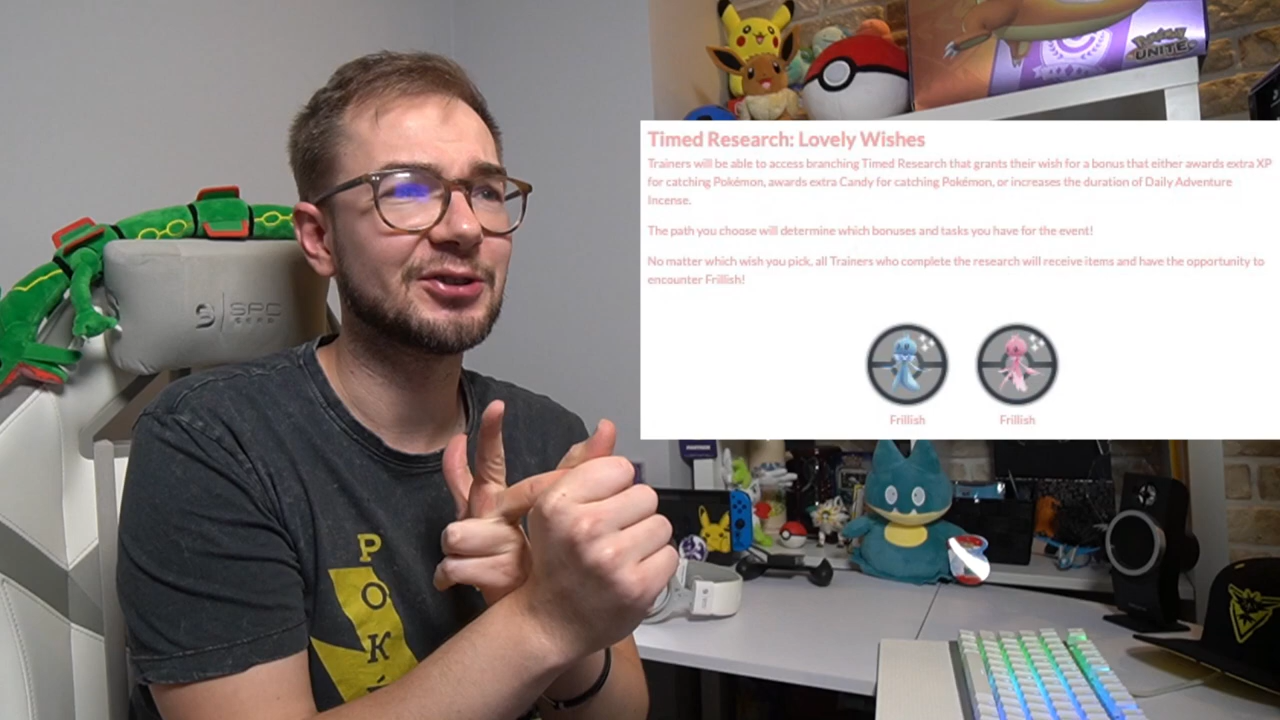 Pokémon
UNITE
Timed Research: Lovely Wishes
Trainers will be able to access branching Timed Research that grants their wish for a bonus that either awards extra XP
for catching Pokémon, awards extra Candy for catching Pokémon, or increases the duration of Daily Adventure
Incense.
The path you choose will determine which bonuses and tasks you have for the event!
No matter which wish you pick, all Trainers who complete the research will receive items and have the opportunity to
encounter Frillish!
Frillish
Frillish
SPC
GEAR
P
O
K